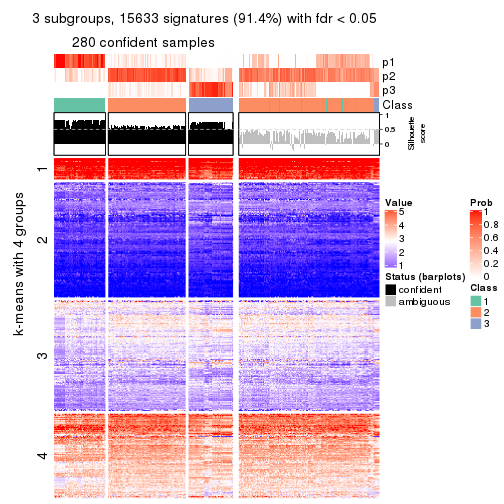 3 subgroups, 15633 signatures (91.4%) with fdr < 0.05
280 confident samples
p1
p2
p3
Class
1
0.5
0
Silhouette
score
k-means with 4 groups
1
2
3
4
Value
5
4
3
2
1
Status (barplots)
confident
ambiguous
Prob
1
0.8
0.6
0.4
0.2
0
Class
1
2
3